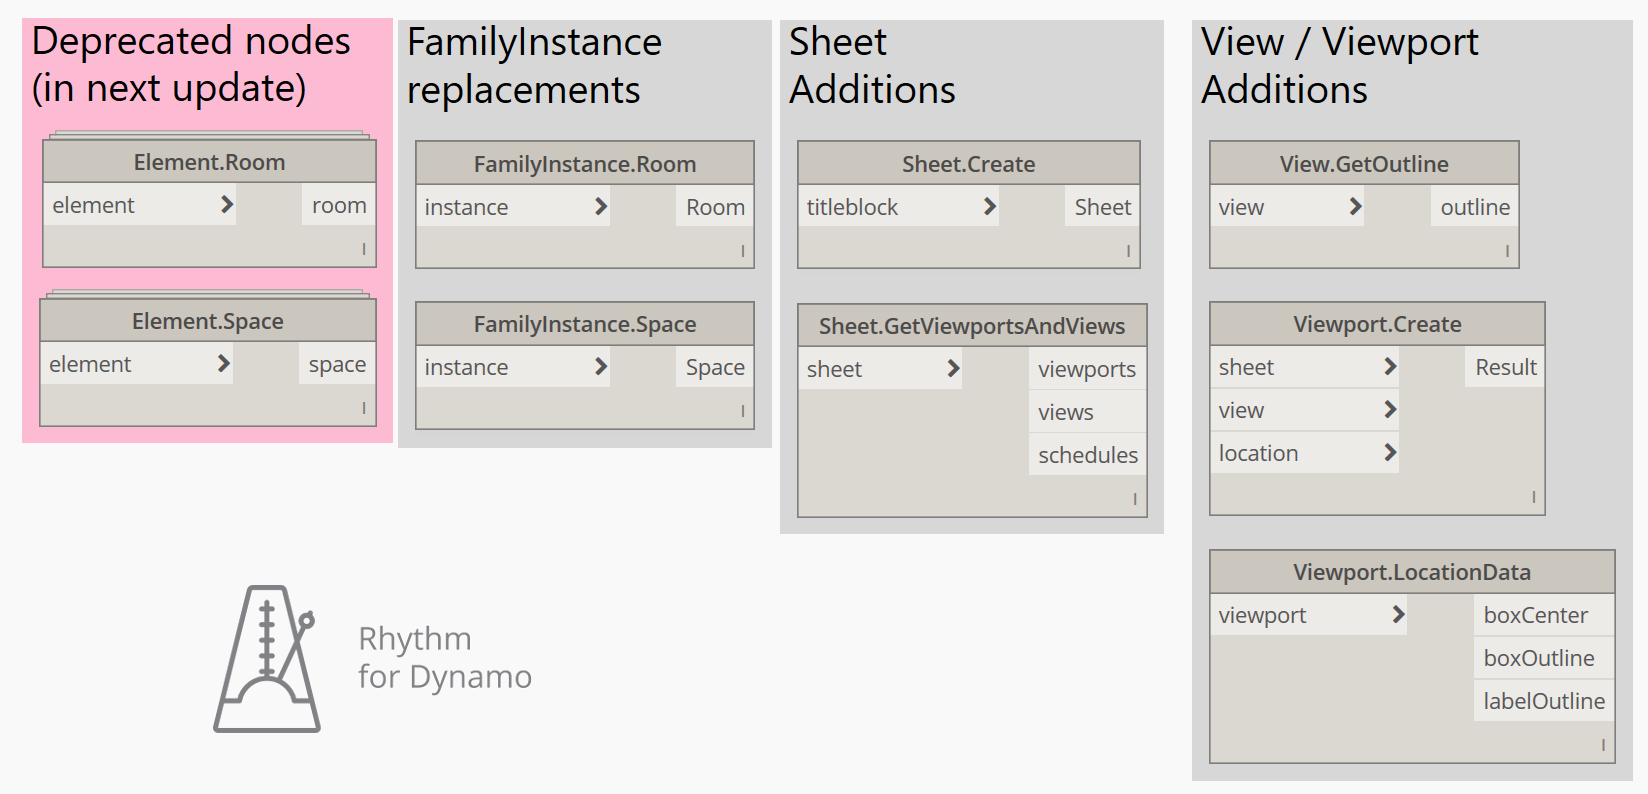 Deprecated nodes
(in next update)
Element.Room
element
room
l
Element.Space
element
space
l
FamilyInstance
replacements
FamilyInstance.Room
instance
Room
l
FamilyInstance.Space
instance
Space
l
Sheet
Additions
Sheet.Create
titleblock
Sheet
l
Sheet.GetViewportsAndViews
sheet
viewports
views
schedules
l
View / Viewport
Additions
View.GetOutline
view
outline
l
Viewport.Create
sheet
Result
view
location
l
Viewport.LocationData
viewport
boxCenter
boxOutline
labelOutline
l
Rhythm
for Dynamo